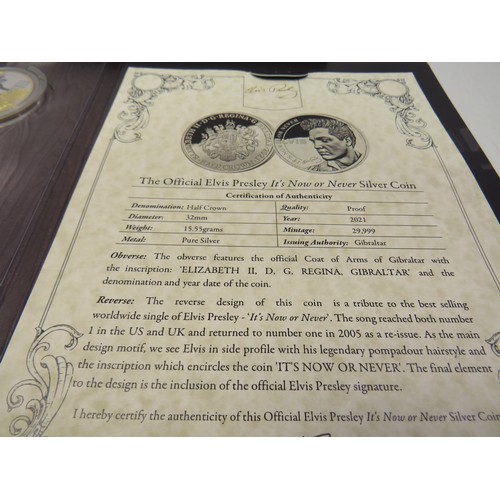 The Official Elvis Presley It's Now or Never Silver Coin
Certification of Authenticity
Denomination: Half Crown Quality: Proof
Diameter: 32mm Year: 2021
Weight: 15.55grams Mintage: 29,999
Metal: Pure Silver Issuing Authority: Gibraltar
Obverse: The obverse features the official Coat of Arms of Gibraltar with
the inscription: 'ELIZABETH II, D, G, REGINA, GIBRALTAR' and the
denomination and year date of the coin.
Reverse: The reverse design of this coin is a tribute to the best selling
worldwide single of Elvis Presley - 'It's Now or Never'. The song reached both number
1 in the US and UK and returned to number one in 2005 as a re-issue. As the main
design motif, we see Elvis in side profile with his legendary pompadour hairstyle and
the inscription which encircles the coin 'IT'S NOW OR NEVER'. The final element
to the design is the inclusion of the official Elvis Presley signature.
I hereby certify the authenticity of this Official Elvis Presley It's Now or Never Silver Coin